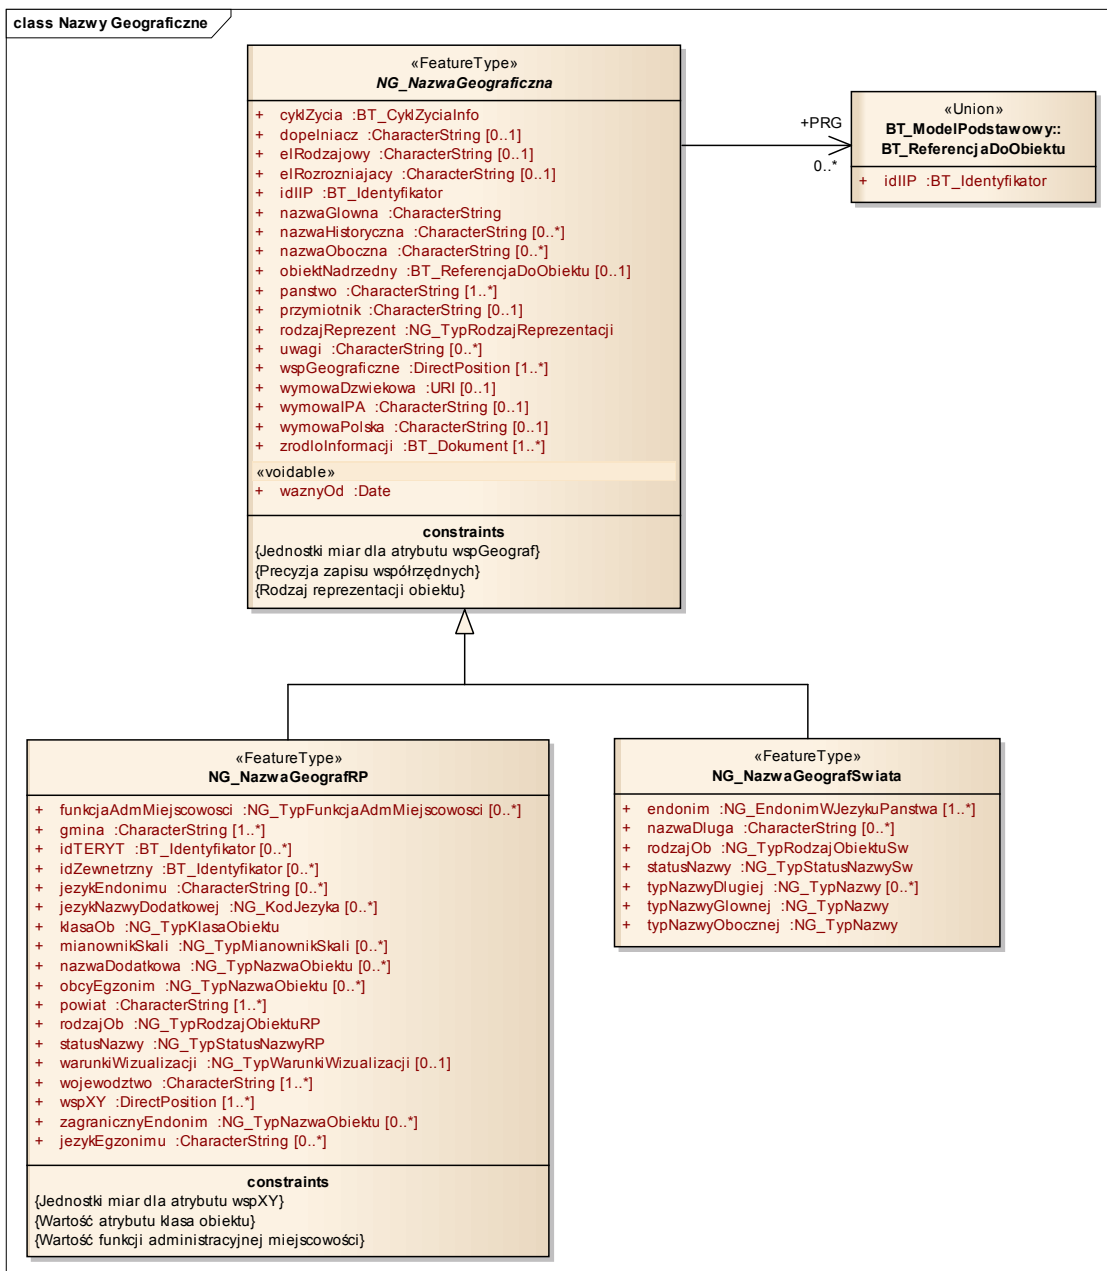 class Nazwy Geograficzne
«FeatureType»
NG_NazwaGeograficzna
+ cyklZycia :BT_CyklZyciaInfo
+ dopelniacz :CharacterString [0..1]
+ elRodzajowy :CharacterString [0..1]
+ elRozrozniajacy :CharacterString [0..1]
+ idIIP :BT_Identyfikator
+ nazwaGlowna :CharacterString
+ nazwaHistoryczna :CharacterString [0..*]
+ nazwaOboczna :CharacterString [0..*]
+ obiektNadrzedny :BT_ReferencjaDoObiektu [0..1]
+ panstwo :CharacterString [1..*]
+ przymiotnik :CharacterString [0..1]
+ rodzajReprezent :NG_TypRodzajReprezentacji
+ uwagi :CharacterString [0..*]
+ wspGeograficzne :DirectPosition [1..*]
+ wymowaDzwiekowa :URI [0..1]
+ wymowaIPA :CharacterString [0..1]
+ wymowaPolska :CharacterString [0..1]
+ zrodloInformacji :BT_Dokument [1..*]
«voidable»
+ waznyOd :Date
constraints
{Jednostki miar dla atrybutu wspGeograf}
{Precyzja zapisu współrzędnych}
{Rodzaj reprezentacji obiektu}
+PRG
0..*
«Union»
BT_ModelPodstawowy::
BT_ReferencjaDoObiektu
+ idIIP :BT_Identyfikator
«FeatureType»
NG_NazwaGeografRP
+ funkcjaAdmMiejscowosci :NG_TypFunkcjaAdmMiejscowosci [0..*]
+ gmina :CharacterString [1..*]
+ idTERYT :BT_Identyfikator [0..*]
+ idZewnetrzny :BT_Identyfikator [0..*]
+ jezykEndonimu :CharacterString [0..*]
+ jezykNazwyDodatkowej :NG_KodJezyka [0..*]
+ klasaOb :NG_TypKlasaObiektu
+ mianownikSkali :NG_TypMianownikSkali [0..*]
+ nazwaDodatkowa :NG_TypNazwaObiektu [0..*]
+ obcyEgzonim :NG_TypNazwaObiektu [0..*]
+ powiat :CharacterString [1..*]
+ rodzajOb :NG_TypRodzajObiektuRP
+ statusNazwy :NG_TypStatusNazwyRP
+ warunkiWizualizacji :NG_TypWarunkiWizualizacji [0..1]
+ wojewodztwo :CharacterString [1..*]
+ wspXY :DirectPosition [1..*]
+ zagranicznyEndonim :NG_TypNazwaObiektu [0..*]
+ jezykEgzonimu :CharacterString [0..*]
constraints
{Jednostki miar dla atrybutu wspXY}
{Wartość atrybutu klasa obiektu}
{Wartość funkcji administracyjnej miejscowości}
«FeatureType»
NG_NazwaGeografSwiata
+ endonim :NG_EndonimWJezykuPanstwa [1..*]
+ nazwaDluga :CharacterString [0..*]
+ rodzajOb :NG_TypRodzajObiektuSw
+ statusNazwy :NG_TypStatusNazwySw
+ typNazwyDlugiej :NG_TypNazwy [0..*]
+ typNazwyGlownej :NG_TypNazwy
+ typNazwyObocznej :NG_TypNazwy